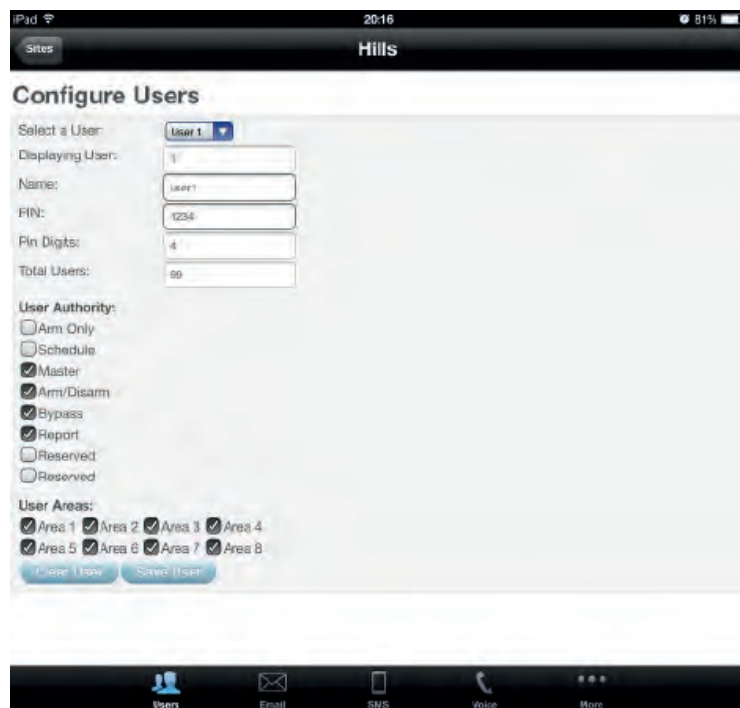 iPad 20:16 81%
Sites Hills
Configure Users
Select a User: User 1
Displaying User: 1
Name: user1
PIN: 1234
Pin Digits: 4
Total Users: 99
User Authority:
Arm Only
Schedule
Master
Arm/Disarm
Bypass
Report
Reserved
Reserved
User Areas:
Area 1 Area 2 Area 3 Area 4
Area 5 Area 6 Area 7 Area 8
Clear User Save User
Users Email SMS Voice More